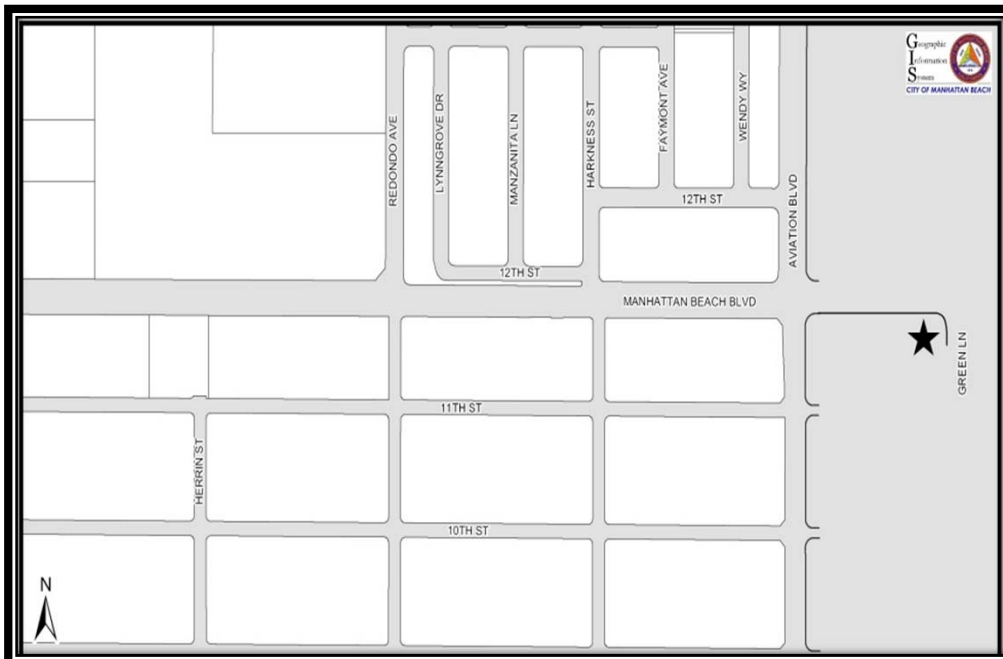 Geographic
Information
System
CITY OF MANHATTAN BEACH
REDONDO AVE
LYNNGROVE DR
MANZANITA LN
HARKNESS ST
FAYMONT AVE
WENDY WY
AVIATION BLVD
12TH ST
12TH ST
MANHATTAN BEACH BLVD
GREEN LN
11TH ST
HERRIN ST
10TH ST
N